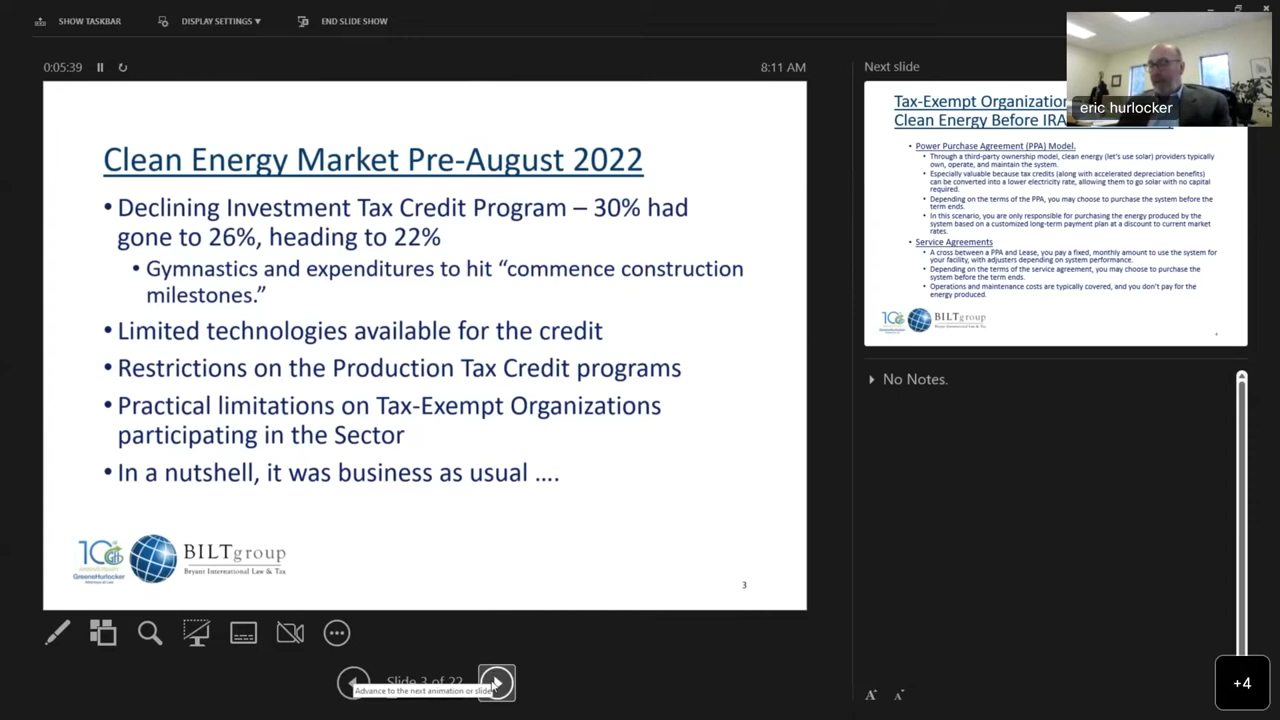 SHOW TASKBAR
DISPLAY SETTINGS ▼
END SLIDE SHOW
0:05:39
8:11 AM
Clean Energy Market Pre-August 2022
• Declining Investment Tax Credit Program – 30% had
gone to 26%, heading to 22%
• Gymnastics and expenditures to hit “commence construction
milestones.”
• Limited technologies available for the credit
• Restrictions on the Production Tax Credit programs
• Practical limitations on Tax-Exempt Organizations
participating in the Sector
• In a nutshell, it was business as usual ....
10
GreeneHurlocker
BILTgroup
Bryant International Law & Tax
3
Slide 3 of 22
Advance to the next animation or slide
Next slide
eric hurlocker
Tax-Exempt Organization
Clean Energy Before IRA
• Power Purchase Agreement (PPA) Model.
• Through a third-party ownership model, clean energy (let’s use solar) providers typically
own, operate, and maintain the system.
• Especially valuable because tax credits (along with accelerated depreciation benefits)
can be converted into a lower electricity rate, allowing them to go solar with no capital
required.
• Depending on the terms of the PPA, you may choose to purchase the system before the
term ends.
• In this scenario, you are only responsible for purchasing the energy produced by the
system based on a customized long-term payment plan at a discount to current market
rates.
• Service Agreements
• A cross between a PPA and Lease, you pay a fixed, monthly amount to use the system for
your facility, with adjusters depending on system performance.
• Depending on the terms of the service agreement, you may choose to purchase the
system before the term ends.
• Operations and maintenance costs are typically covered, and you don’t pay for the
energy produced.
BILTgroup
Bryant International Law & Tax
4
No Notes.
A A
+4